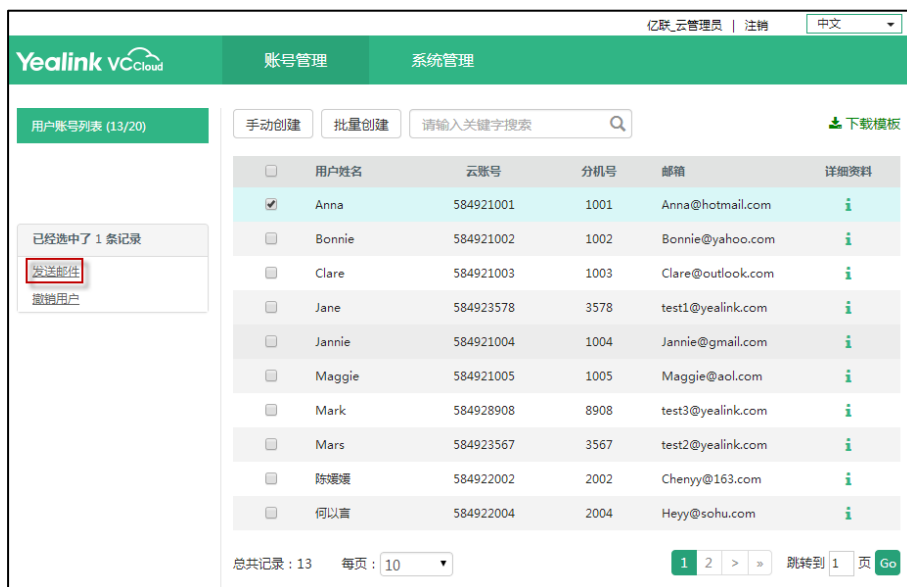 亿联_云管理员 | 注销 中文
Yealink VCCloud 账号管理 系统管理
用户账号列表 (13/20)
手动创建 批量创建 请输入关键字搜索 下载模板
用户姓名 云账号 分机号 邮箱 详细资料
Anna 584921001 1001 Anna@hotmail.com
已经选中了 1 条记录
Bonnie 584921002 1002 Bonnie@yahoo.com
发送邮件
Clare 584921003 1003 Clare@outlook.com
撤销用户
Jane 584923578 3578 test1@yealink.com
Jannie 584921004 1004 Jannie@gmail.com
Maggie 584921005 1005 Maggie@aol.com
Mark 584928908 8908 test3@yealink.com
Mars 584923567 3567 test2@yealink.com
陈媛媛 584922002 2002 Chenyy@163.com
何以言 584922004 2004 Heyy@sohu.com
总共记录：13 每页：10 1 2 > » 跳转到 1 页 Go